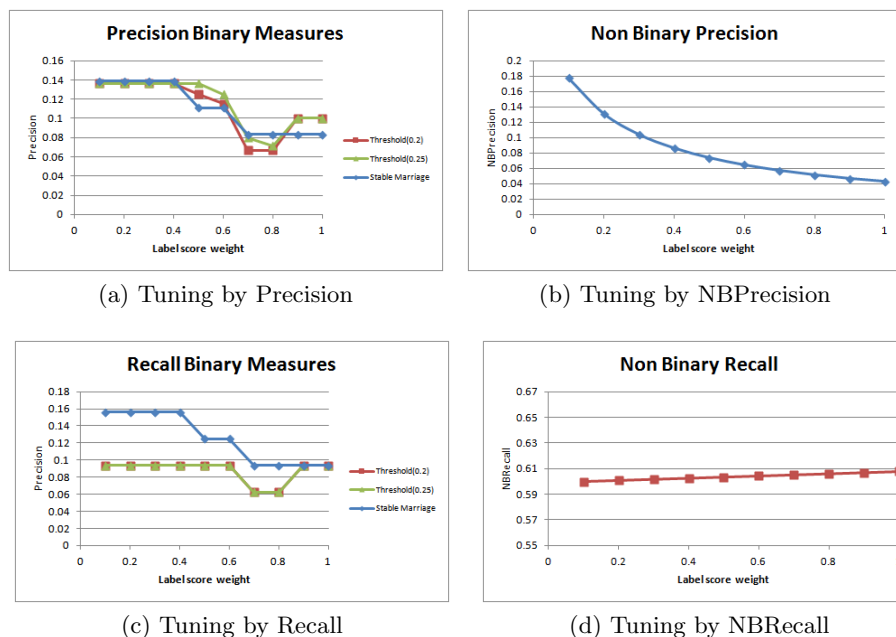 Precision Binary Measures
0.16
0.14
0.12
0.1
0.08
0.06
0.04
0.02
0
Precision
0 0.2 0.4 0.6 0.8 1
Label score weight
Threshold(0.2)
Threshold(0.25)
Stable Marriage
(a) Tuning by Precision
Non Binary Precision
0.2
0.18
0.16
0.14
0.12
0.1
0.08
0.06
0.04
0.02
0
NBPrecision
0 0.2 0.4 0.6 0.8 1
Label score weight
(b) Tuning by NBPrecision
Recall Binary Measures
0.18
0.16
0.14
0.12
0.1
0.08
0.06
0.04
0.02
0
Precision
0 0.2 0.4 0.6 0.8 1
Label score weight
Threshold(0.2)
Threshold(0.25)
Stable Marriage
(c) Tuning by Recall
Non Binary Recall
0.67
0.65
0.63
0.61
0.59
0.57
0.55
NBRecall
0 0.2 0.4 0.6 0.8
Label score weight
(d) Tuning by NBRecall